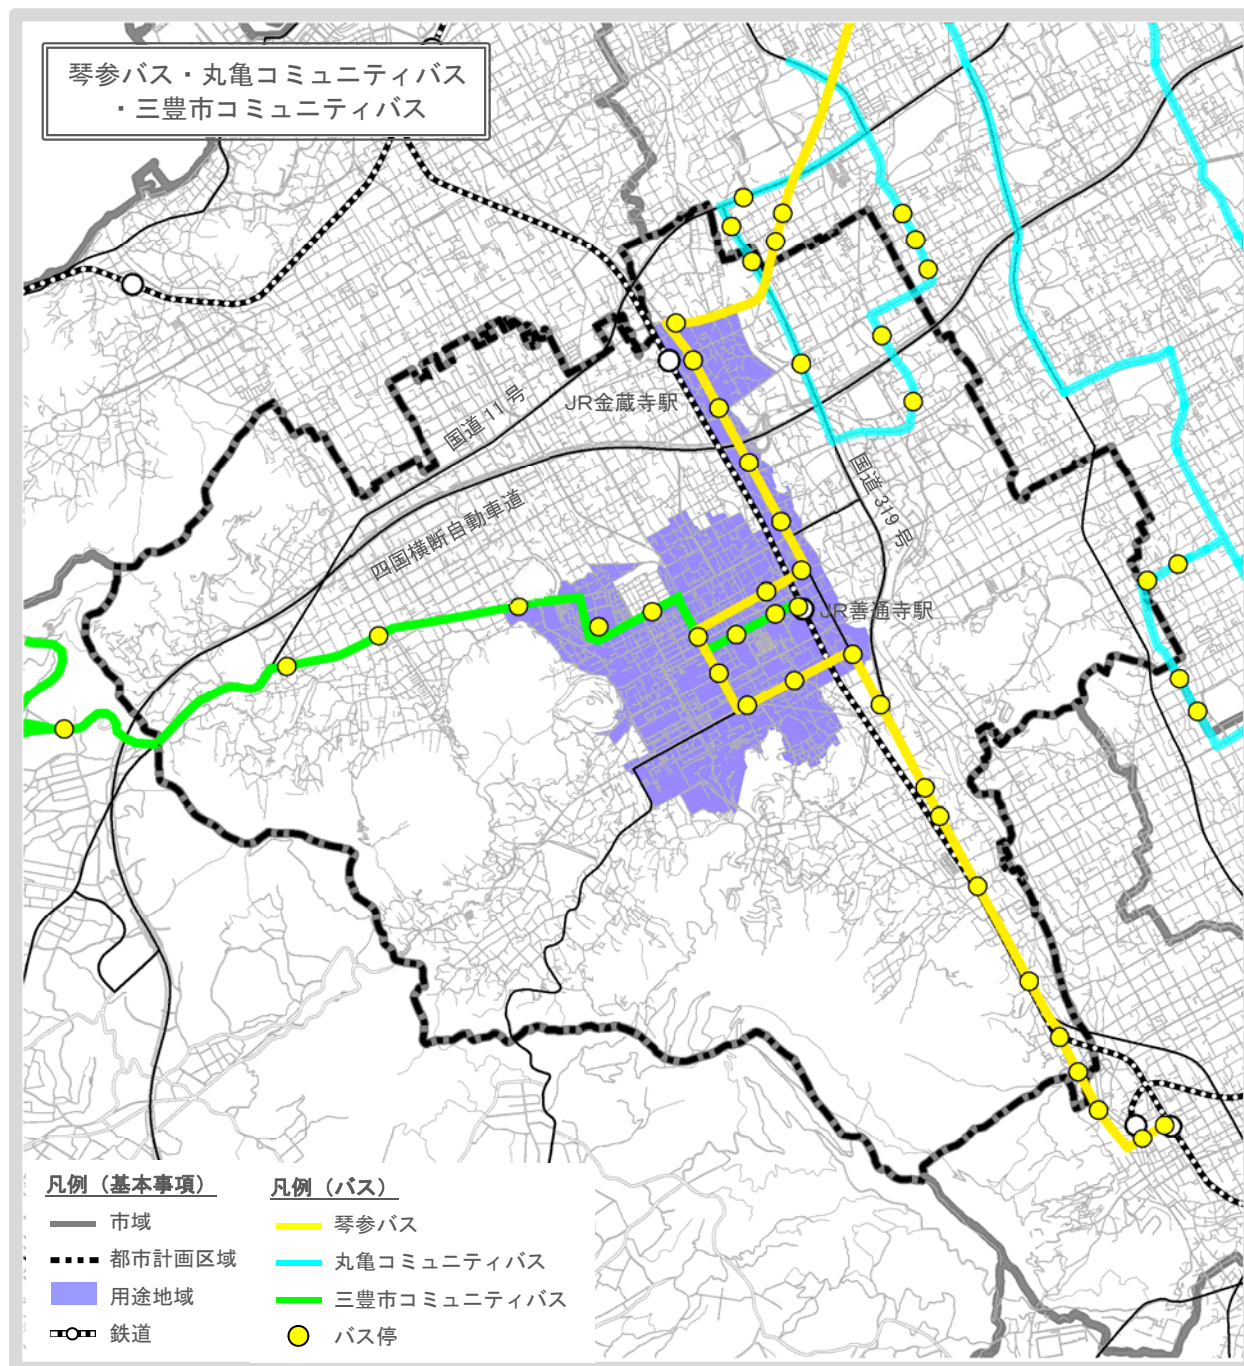 琴参バス・丸亀コミュニティバス
・三豊市コミュニティバス
JR金蔵寺駅
国道 11 号
国道 319 号
四国横断自動車道
JR善通寺駅
凡例（基本事項）
市域
都市計画区域
用途地域
鉄道
凡例（バス）
琴参バス
丸亀コミュニティバス
三豊市コミュニティバス
バス停